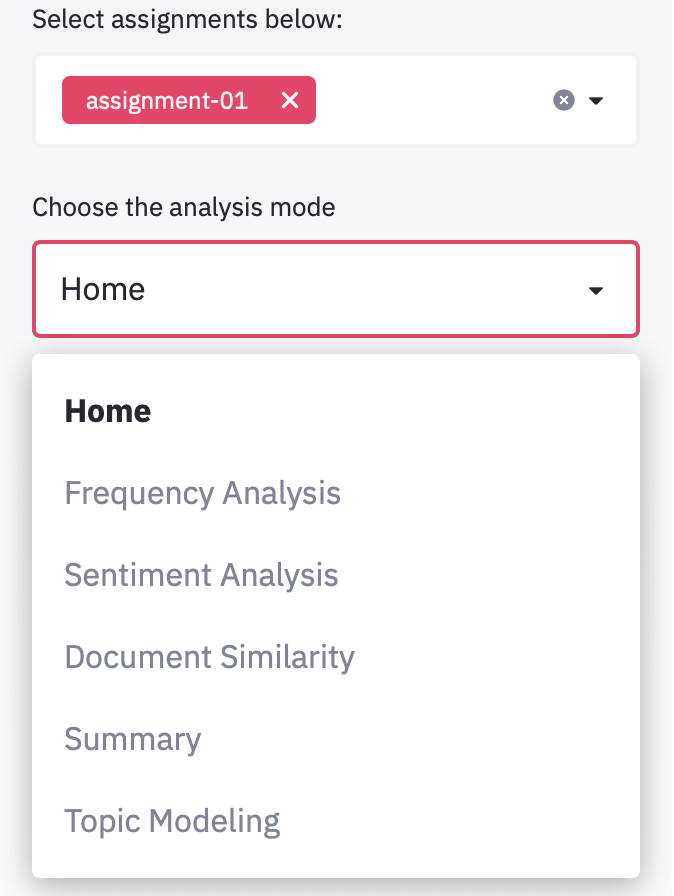 Select assignments below:
assignment-01
Choose the analysis mode
Home
Home
Frequency Analysis
Sentiment Analysis
Document Similarity
Summary
Topic Modeling